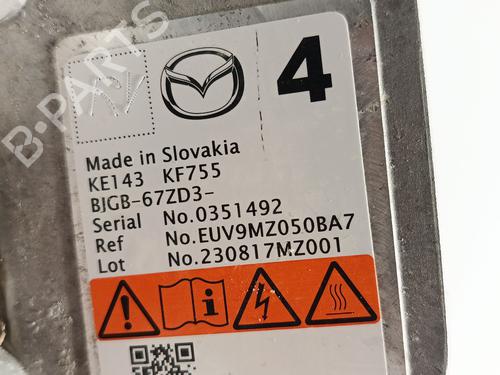 B-PARTS
4
Made in Slovakia
KE143 KF755
BJGB-67ZD3-
Serial No.0351492
Ref No.EUV9MZ050BA7
Lot No.230817MZ001